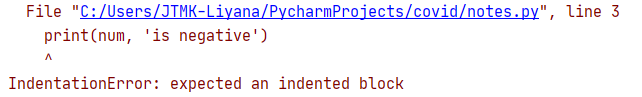 File "C:/Users/JTMK-Liyana/PycharmProjects/covid/notes.py", line 3
print(num, 'is negative')
^
IndentationError: expected an indented block